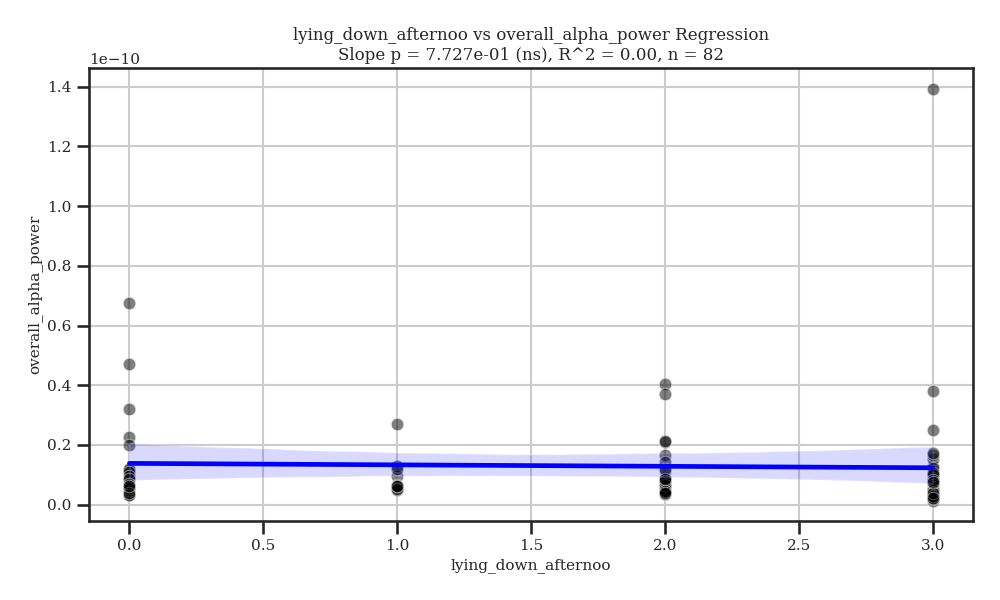 lying_down_afternoo vs overall_alpha_power Regression
Slope p = 7.727e-01 (ns), R^2 = 0.00, n = 82
1e−10
1.4
1.2
1.0
0.8
0.6
0.4
0.2
0.0
overall_alpha_power
0.0 0.5 1.0 1.5 2.0 2.5 3.0
lying_down_afternoo